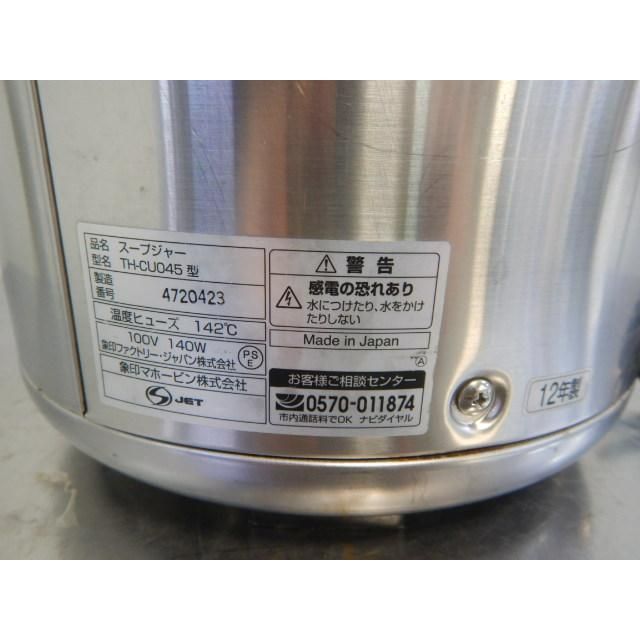 品名 スープジャー
型名 TH-CU045 型
製造番号 4720423
温度ヒューズ 142℃
100V 140W
象印ファクトリー・ジャパン株式会社
PSE
象印マホービン株式会社
JET
警告
感電の恐れあり
水につけたり、水をかけ
たりしない
Made in Japan
A
お客様ご相談センター
0570-011874
市内通話料でOK ナビダイヤル
12年製